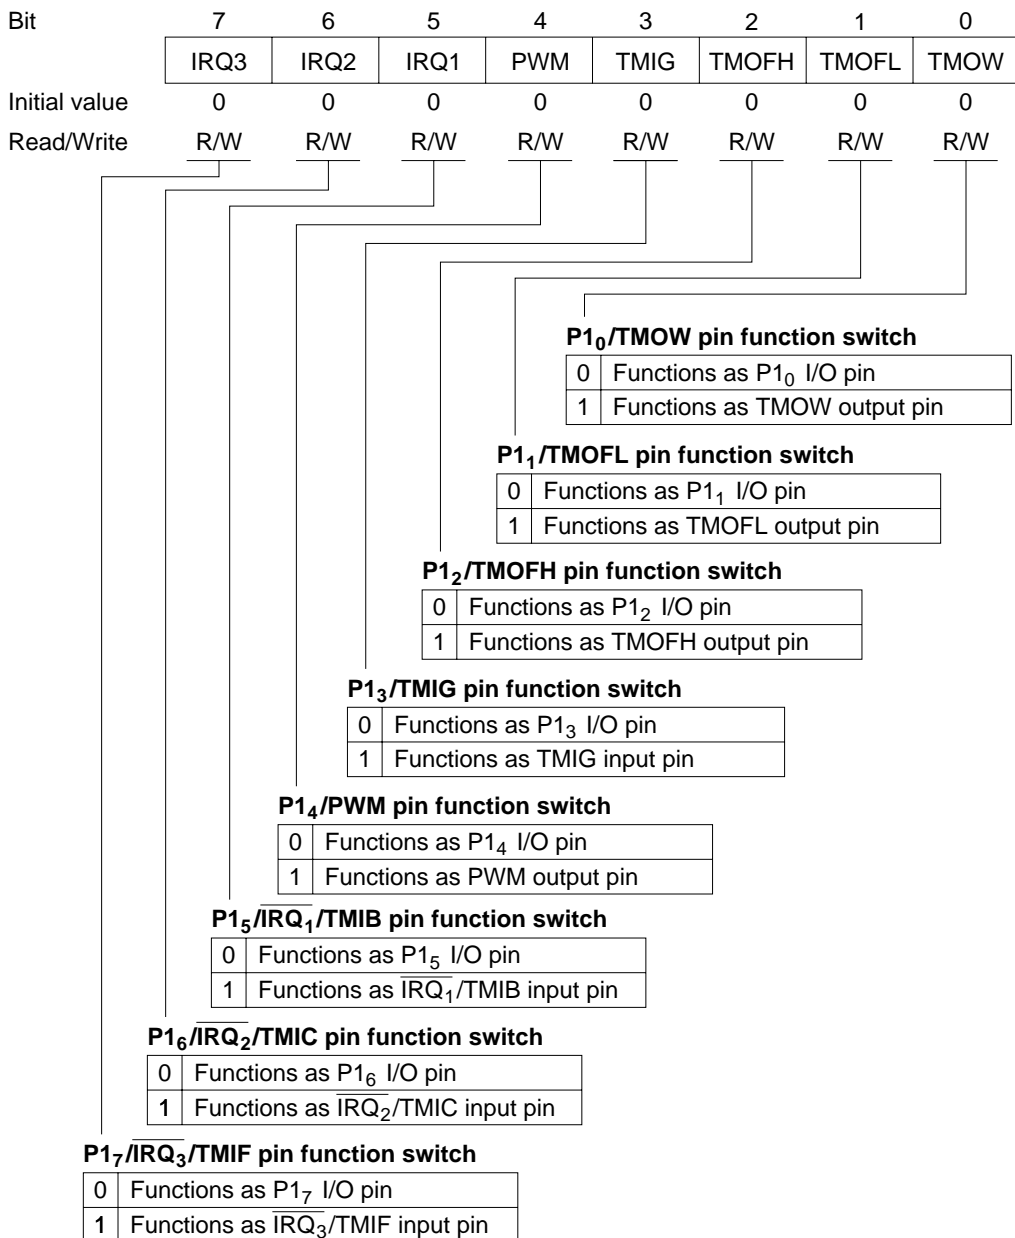 Bit 7 6 5 4 3 2 1 0
IRQ3 IRQ2 IRQ1 PWM TMIG TMOFH TMOFL TMOW
Initial value 0 0 0 0 0 0 0 0
Read/Write R/W R/W R/W R/W R/W R/W R/W R/W
P1₀/TMOW pin function switch
0 Functions as P1₀ I/O pin
1 Functions as TMOW output pin
P1₁/TMOFL pin function switch
0 Functions as P1₁ I/O pin
1 Functions as TMOFL output pin
P1₂/TMOFH pin function switch
0 Functions as P1₂ I/O pin
1 Functions as TMOFH output pin
P1₃/TMIG pin function switch
0 Functions as P1₃ I/O pin
1 Functions as TMIG input pin
P1₄/PWM pin function switch
0 Functions as P1₄ I/O pin
1 Functions as PWM output pin
P1₅/I̅R̅Q̅₁/TMIB pin function switch
0 Functions as P1₅ I/O pin
1 Functions as I̅R̅Q̅₁/TMIB input pin
P1₆/I̅R̅Q̅₂/TMIC pin function switch
0 Functions as P1₆ I/O pin
1 Functions as I̅R̅Q̅₂/TMIC input pin
P1₇/I̅R̅Q̅₃/TMIF pin function switch
0 Functions as P1₇ I/O pin
1 Functions as I̅R̅Q̅₃/TMIF input pin